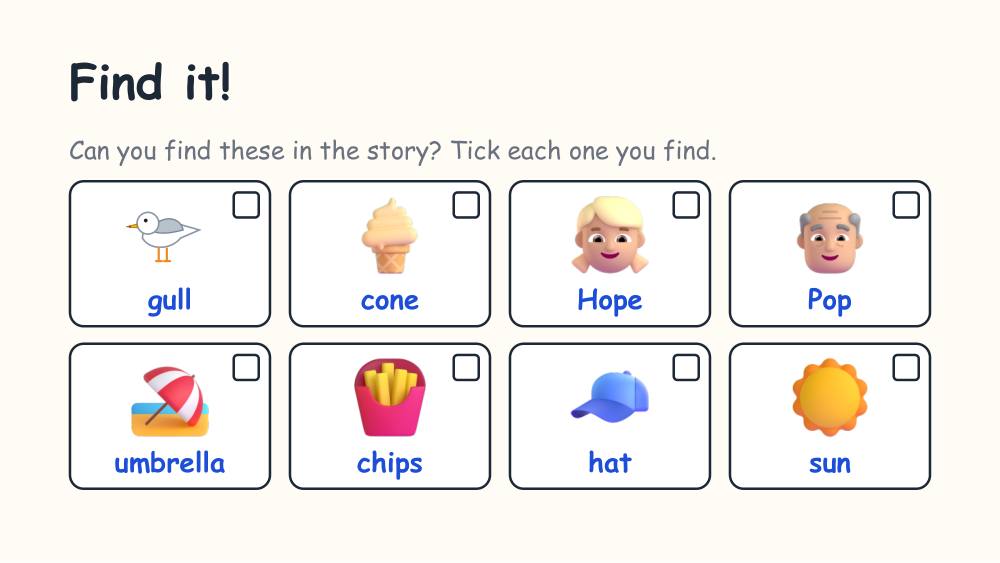 Find it!
Can you find these in the story? Tick each one you find.
gull
cone
Hope
Pop
umbrella
chips
hat
sun